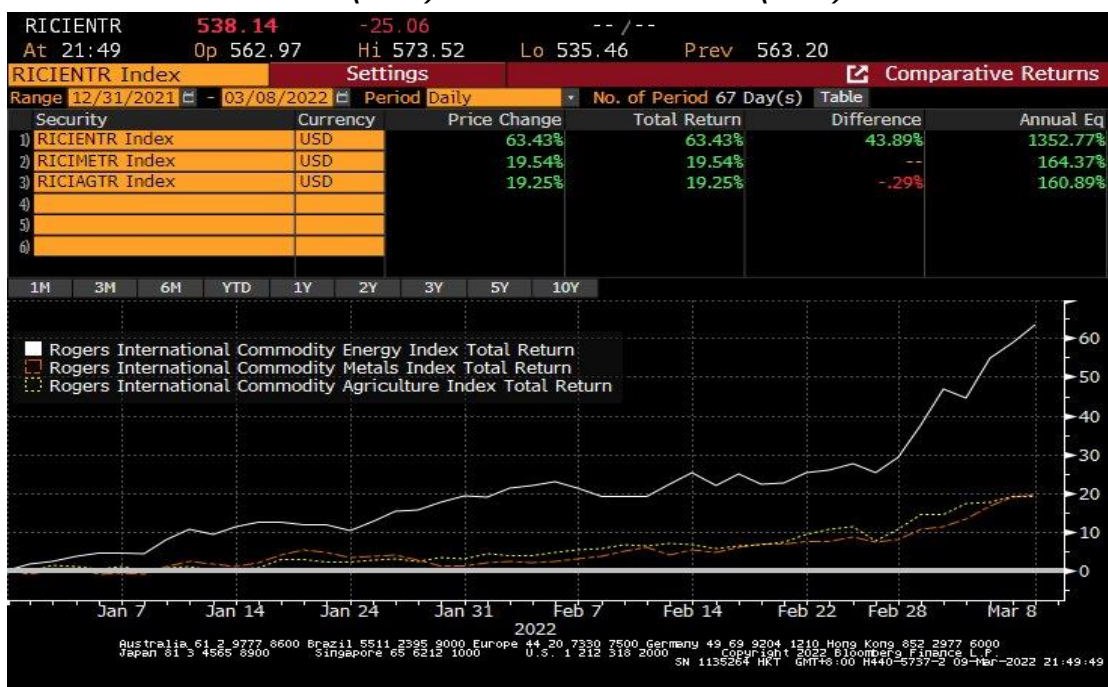 RICIENTR 538.14 -25.06 -- / --
At 21:49 Op 562.97 Hi 573.52 Lo 535.46 Prev 563.20
RICIENTR Index Settings Comparative Returns
Range 12/31/2021 - 03/08/2022 Period Daily No. of Period 67 Day(s) Table
Security Currency Price Change Total Return Difference Annual Eq
1) RICIENTR Index USD 63.43% 63.43% 43.89% 1352.77%
2) RICIMETR Index USD 19.54% 19.54% -- 164.37%
3) RICIAGTR Index USD 19.25% 19.25% -.29% 160.89%
4)
5)
6)
1M 3M 6M YTD 1Y 2Y 3Y 5Y 10Y
Rogers International Commodity Energy Index Total Return
Rogers International Commodity Metals Index Total Return
Rogers International Commodity Agriculture Index Total Return
60
50
40
30
20
10
0
Jan 7 Jan 14 Jan 24 Jan 31 Feb 7 Feb 14 Feb 22 Feb 28 Mar 8
2022
Australia 61 2 9777 8600 Brazil 5511 2395 9000 Europe 44 20 7330 7500 Germany 49 69 9204 1210 Hong Kong 852 2977 6000
Japan 81 3 4565 8900 Singapore 65 6212 1000 U.S. 1 212 318 2000 Copyright 2022 Bloomberg Finance L.P.
SN 1135264 HKT GMT+8:00 H440-5737-2 09-Mar-2022 21:49:49